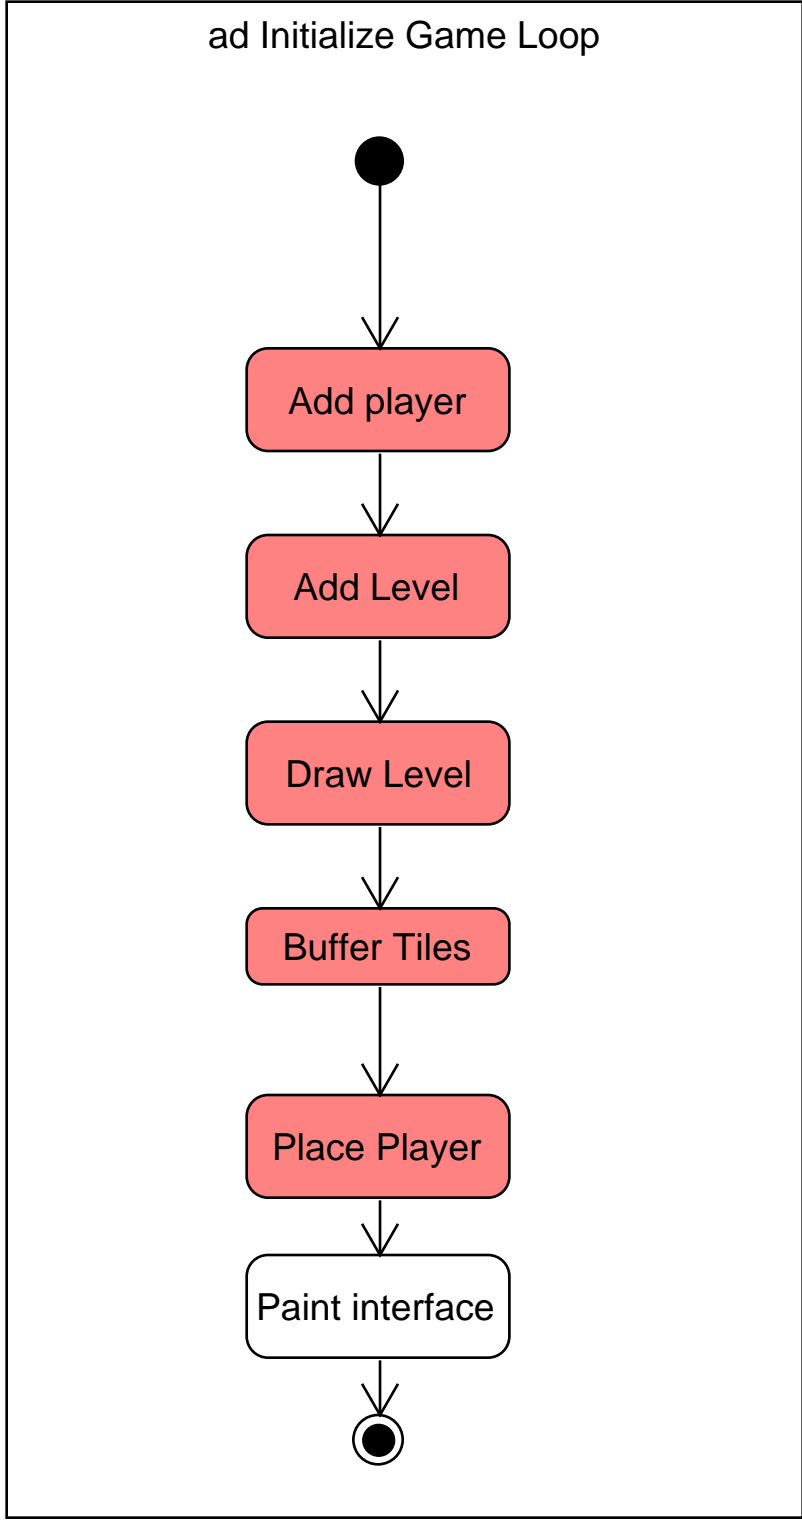 ad Initialize Game Loop
Add player
Add Level
Draw Level
Buffer Tiles
Place Player
Paint interface